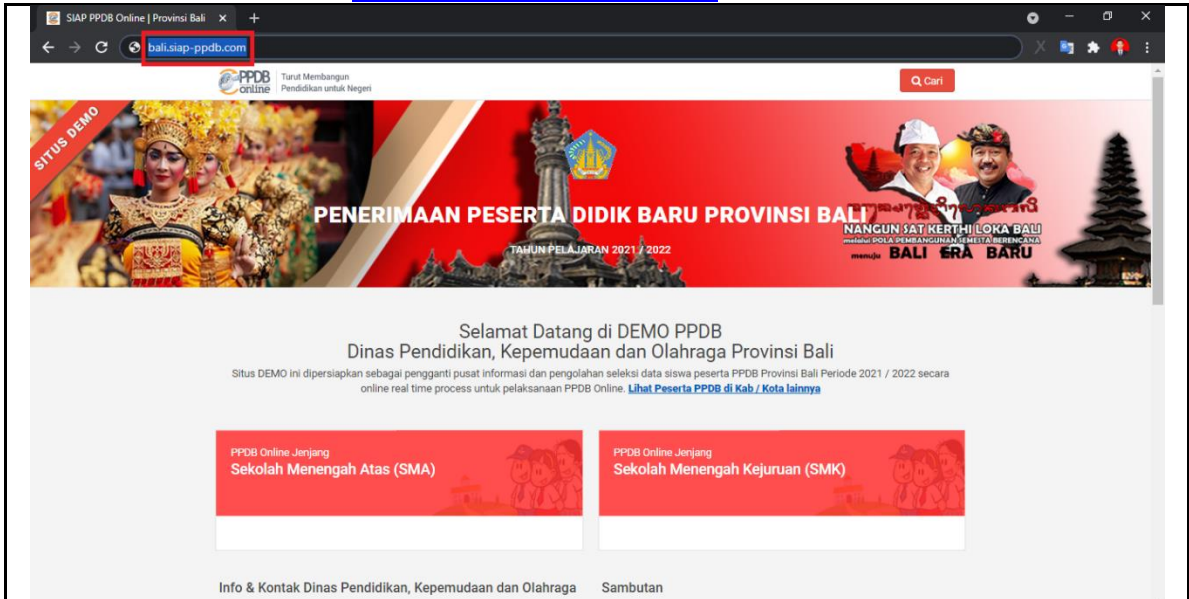 SIAP PPDB Online | Provinsi Bali
bali.siap-ppdb.com
PPDB online
Turut Membangun
Pendidikan untuk Negeri
Cari
SITUS DEMO
PENERIMAAN PESERTA DIDIK BARU PROVINSI BALI
TAHUN PELAJARAN 2021 / 2022
NANGUN SAT KERTHI LOKA BALI
melalui POLA PEMBANGUNAN SEMESTA BERENCANA
menuju BALI ERA BARU
Selamat Datang di DEMO PPDB
Dinas Pendidikan, Kepemudaan dan Olahraga Provinsi Bali
Situs DEMO ini dipersiapkan sebagai pengganti pusat informasi dan pengolahan seleksi data siswa peserta PPDB Provinsi Bali Periode 2021 / 2022 secara
online real time process untuk pelaksanaan PPDB Online. Lihat Peserta PPDB di Kab / Kota lainnya
PPDB Online Jenjang
Sekolah Menengah Atas (SMA)
PPDB Online Jenjang
Sekolah Menengah Kejuruan (SMK)
Info & Kontak Dinas Pendidikan, Kepemudaan dan Olahraga
Sambutan